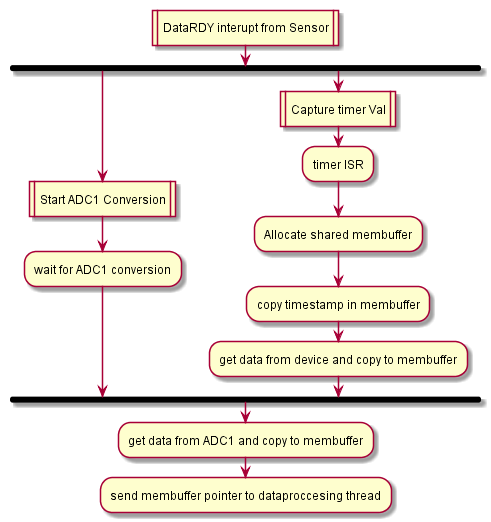 DataRDY interupt from Sensor
Capture timer Val
timer ISR
Start ADC1 Conversion
Allocate shared membuffer
wait for ADC1 conversion
copy timestamp in membuffer
get data from device and copy to membuffer
get data from ADC1 and copy to membuffer
send membuffer pointer to dataproccesing thread